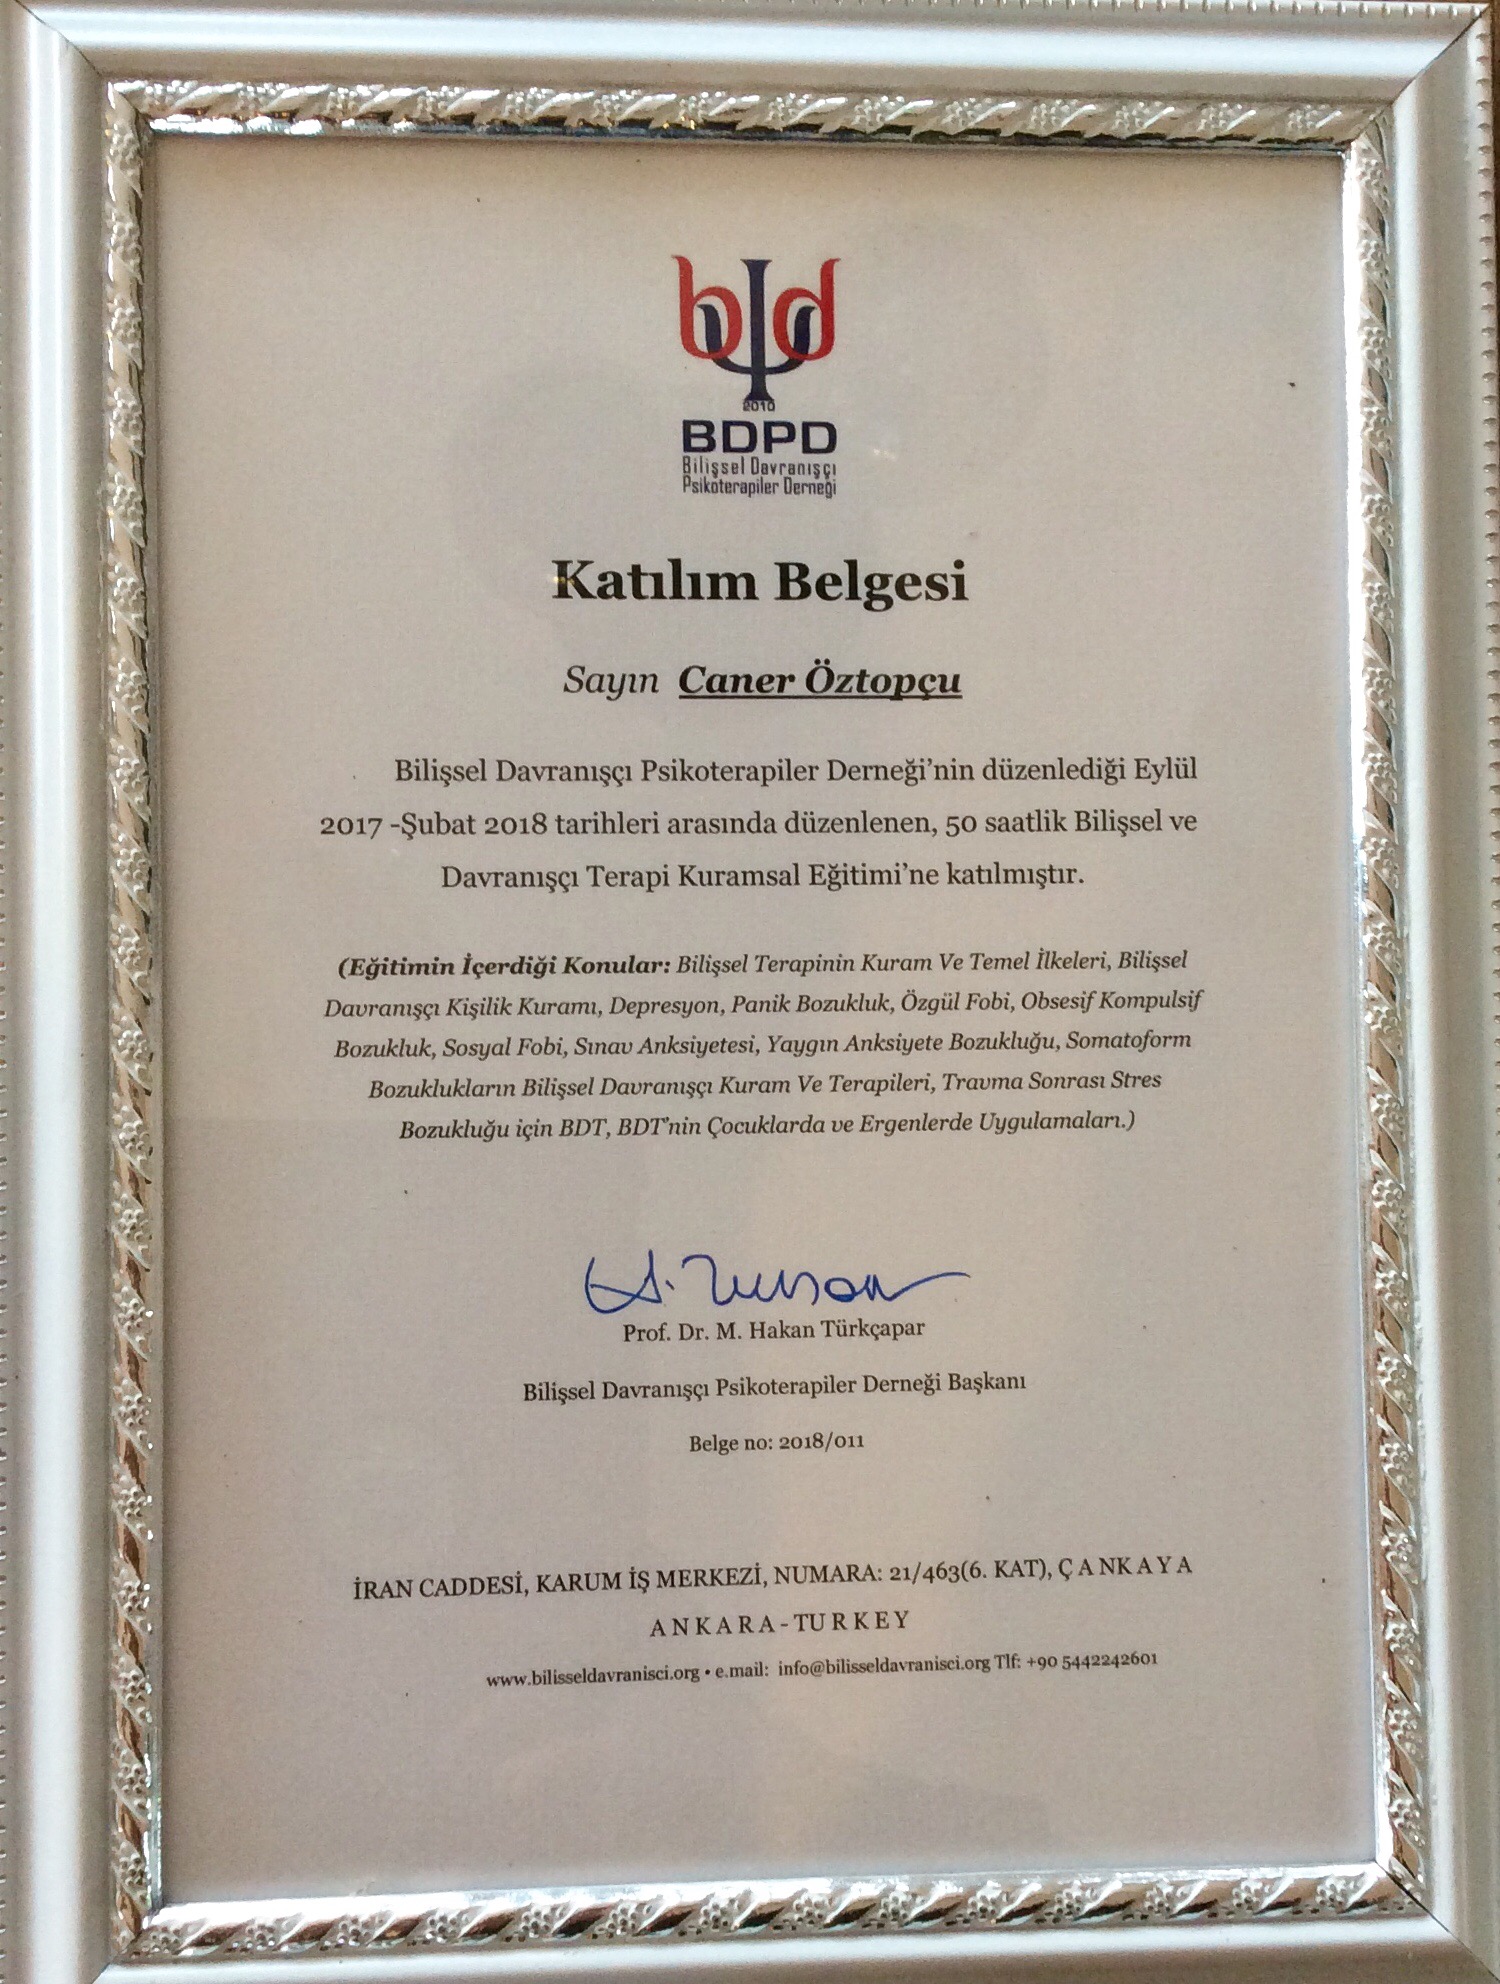 bd
2010
BDPD
Bilişsel Davranışçı
Psikoterapiler Derneği
Katılım Belgesi
Sayın Caner Öztopçu
Bilişsel Davranışçı Psikoterapiler Derneği'nin düzenlediği Eylül
2017 -Şubat 2018 tarihleri arasında düzenlenen, 50 saatlik Bilişsel ve
Davranışçı Terapi Kuramsal Eğitimi'ne katılmıştır.
(Eğitimin İçerdiği Konular: Bilişsel Terapinin Kuram Ve Temel İlkeleri, Bilişsel
Davranışçı Kişilik Kuramı, Depresyon, Panik Bozukluk, Özgül Fobi, Obsesif Kompulsif
Bozukluk, Sosyal Fobi, Sınav Anksiyetesi, Yaygın Anksiyete Bozukluğu, Somatoform
Bozuklukların Bilişsel Davranışçı Kuram Ve Terapileri, Travma Sonrası Stres
Bozukluğu için BDT, BDT'nin Çocuklarda ve Ergenlerde Uygulamaları.)
Prof. Dr. M. Hakan Türkçapar
Bilişsel Davranışçı Psikoterapiler Derneği Başkanı
Belge no: 2018/011
İRAN CADDESİ, KARUM İŞ MERKEZİ, NUMARA: 21/463(6. KAT), Ç A N K A Y A
A N K A R A - T U R K E Y
www.bilisseldavranisci.org • e.mail: info@bilisseldavranisci.org Tlf: +90 5442242601